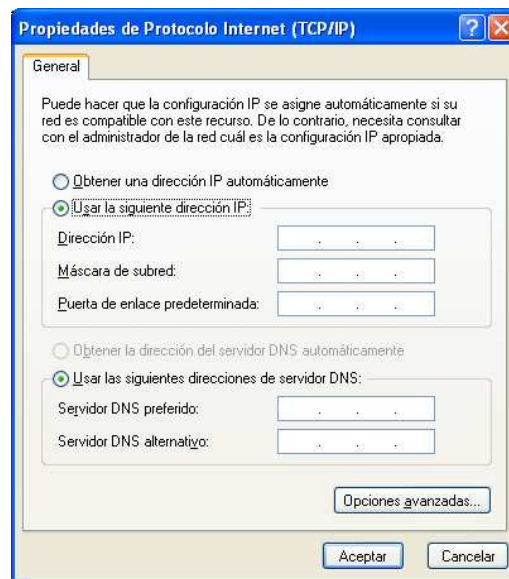 Propiedades de Protocolo Internet (TCP/IP)
General
Puede hacer que la configuración IP se asigne automáticamente si su
red es compatible con este recurso. De lo contrario, necesita consultar
con el administrador de la red cuál es la configuración IP apropiada.
Obtener una dirección IP automáticamente
Usar la siguiente dirección IP:
Dirección IP:
Máscara de subred:
Puerta de enlace predeterminada:
Obtener la dirección del servidor DNS automáticamente
Usar las siguientes direcciones de servidor DNS:
Servidor DNS preferido:
Servidor DNS alternativo:
Opciones avanzadas...
Aceptar
Cancelar